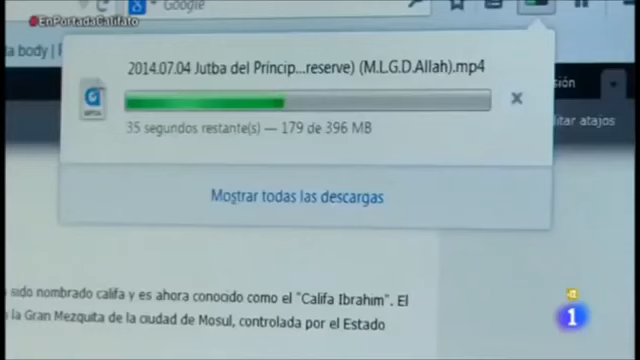 #EnPortadaCalifato
Google
ta body |
2014.07.04 Jutba del Princip...reserve) (M.L.G.D.Allah).mp4
sión
35 segundos restante(s) — 179 de 396 MB
litar atajos
Mostrar todas las descargas
sido nombrado califa y es ahora conocido como el "Califa Ibrahim". El
la Gran Mezquita de la ciudad de Mosul, controlada por el Estado
1